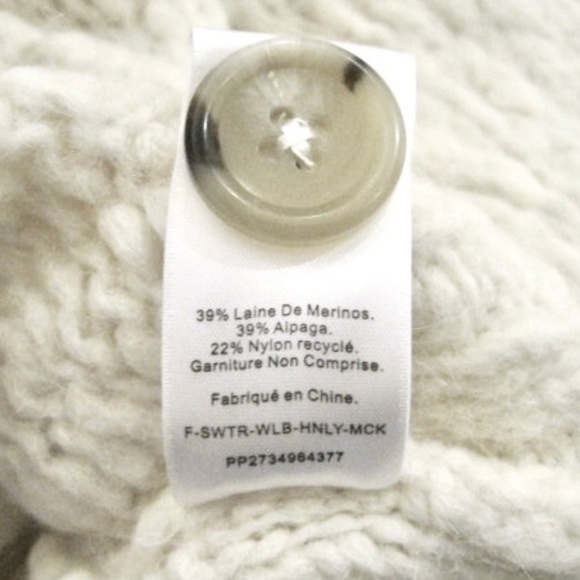 39% Laine De Merinos.
39% Alpaga.
22% Nylon recyclé.
Garniture Non Comprise.
Fabriqué en Chine.
F-SWTR-WLB-HNLY-MCK
PP2734964377